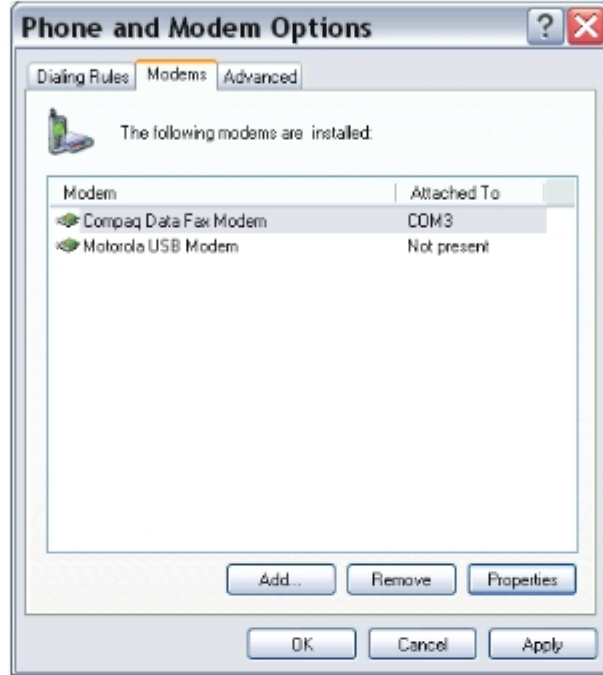 Phone and Modem Options
Dialing Rules Modems Advanced
The following modems are installed:
Modem Attached To
Compaq Data Fax Modem COM3
Motorola USB Modem Not present
Add... Remove Properties
OK Cancel Apply